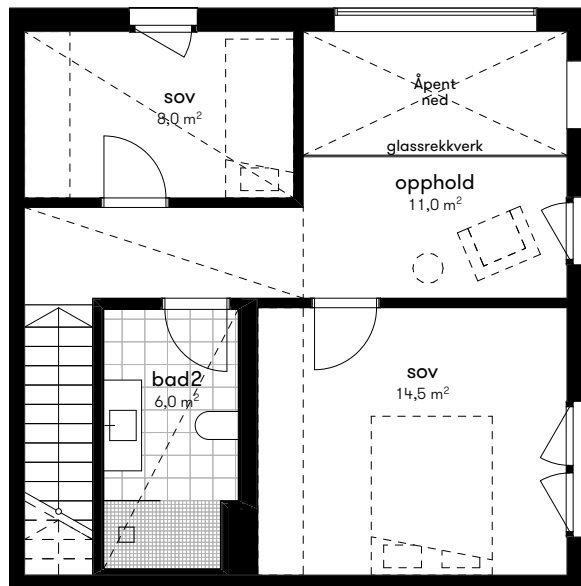 sov
8,0 m²
Åpent
ned
glassrekkverk
opphold
11,0 m²
bad2
6,0 m²
sov
14,5 m²